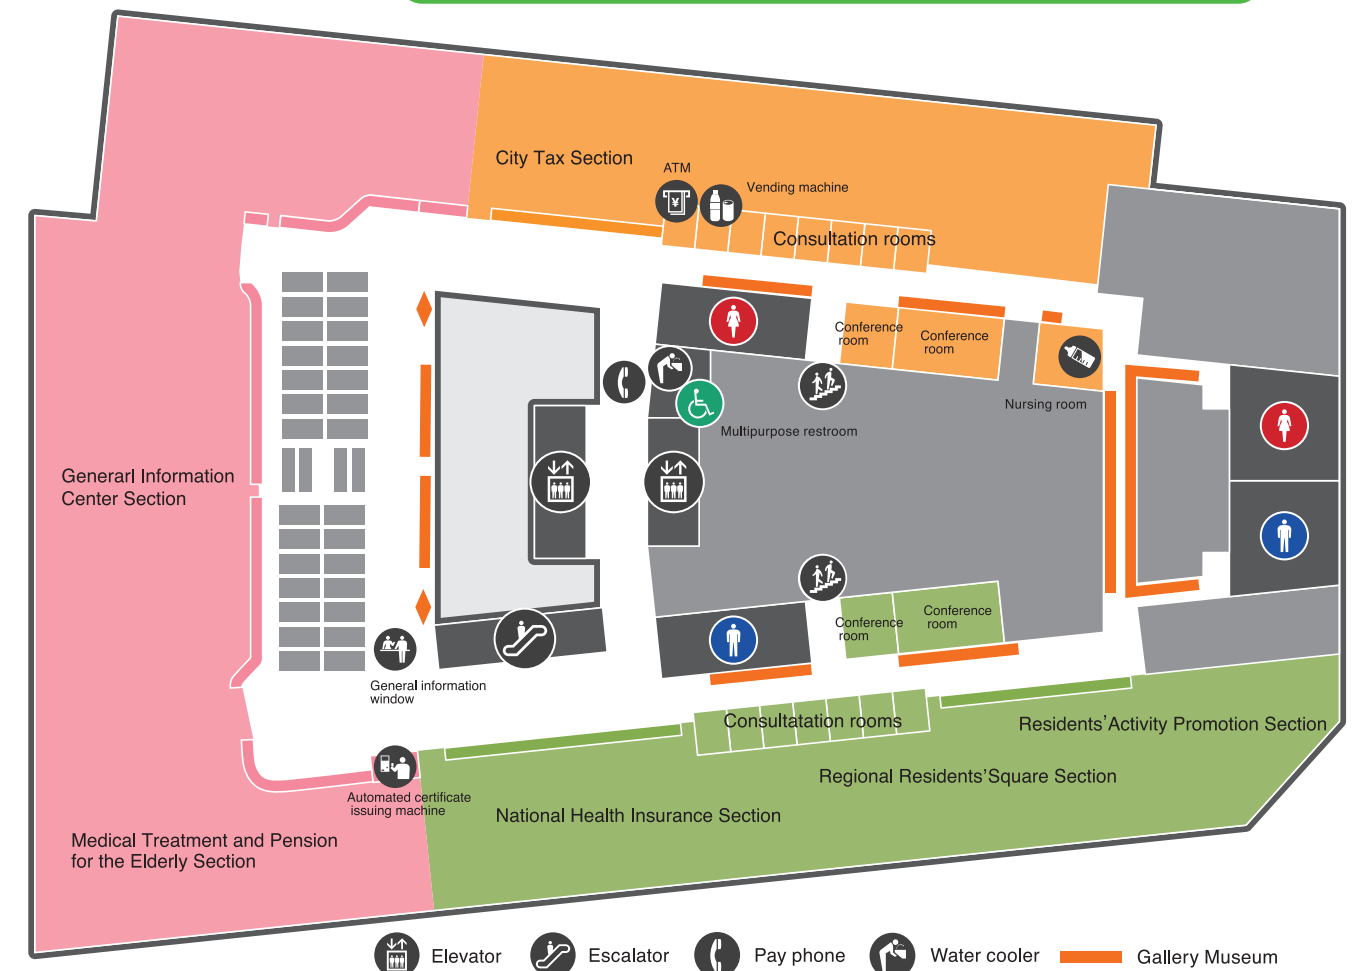 City Tax Section
ATM
Vending machine
Consultation rooms
Conference
room
Conference
room
Nursing room
Multipurpose restroom
Generarl Information
Center Section
Conference
room
Conference
room
General information
window
Consultatation rooms
Residents'Activity Promotion Section
Regional Residents'Square Section
Automated certificate
issuing machine
National Health Insurance Section
Medical Treatment and Pension
for the Elderly Section
Elevator
Escalator
Pay phone
Water cooler
Gallery Museum